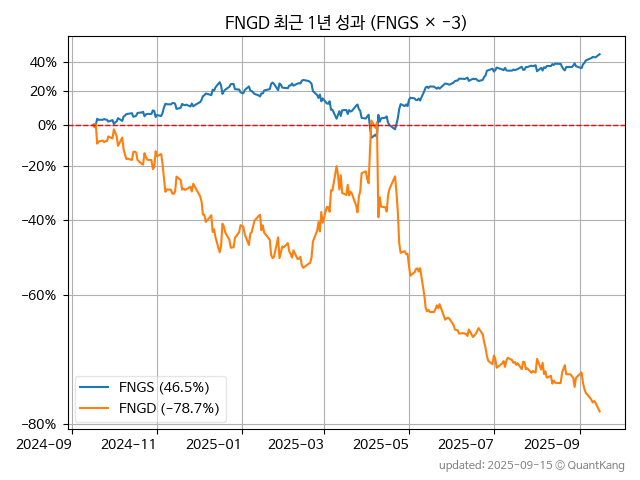 FNGD 최근 1년 성과 (FNGS × −3)
40%
20%
0%
−20%
−40%
−60%
−80%
FNGS (46.5%)
FNGD (−78.7%)
2024-09 2024-11 2025-01 2025-03 2025-05 2025-07 2025-09
updated: 2025-09-15 © QuantKang